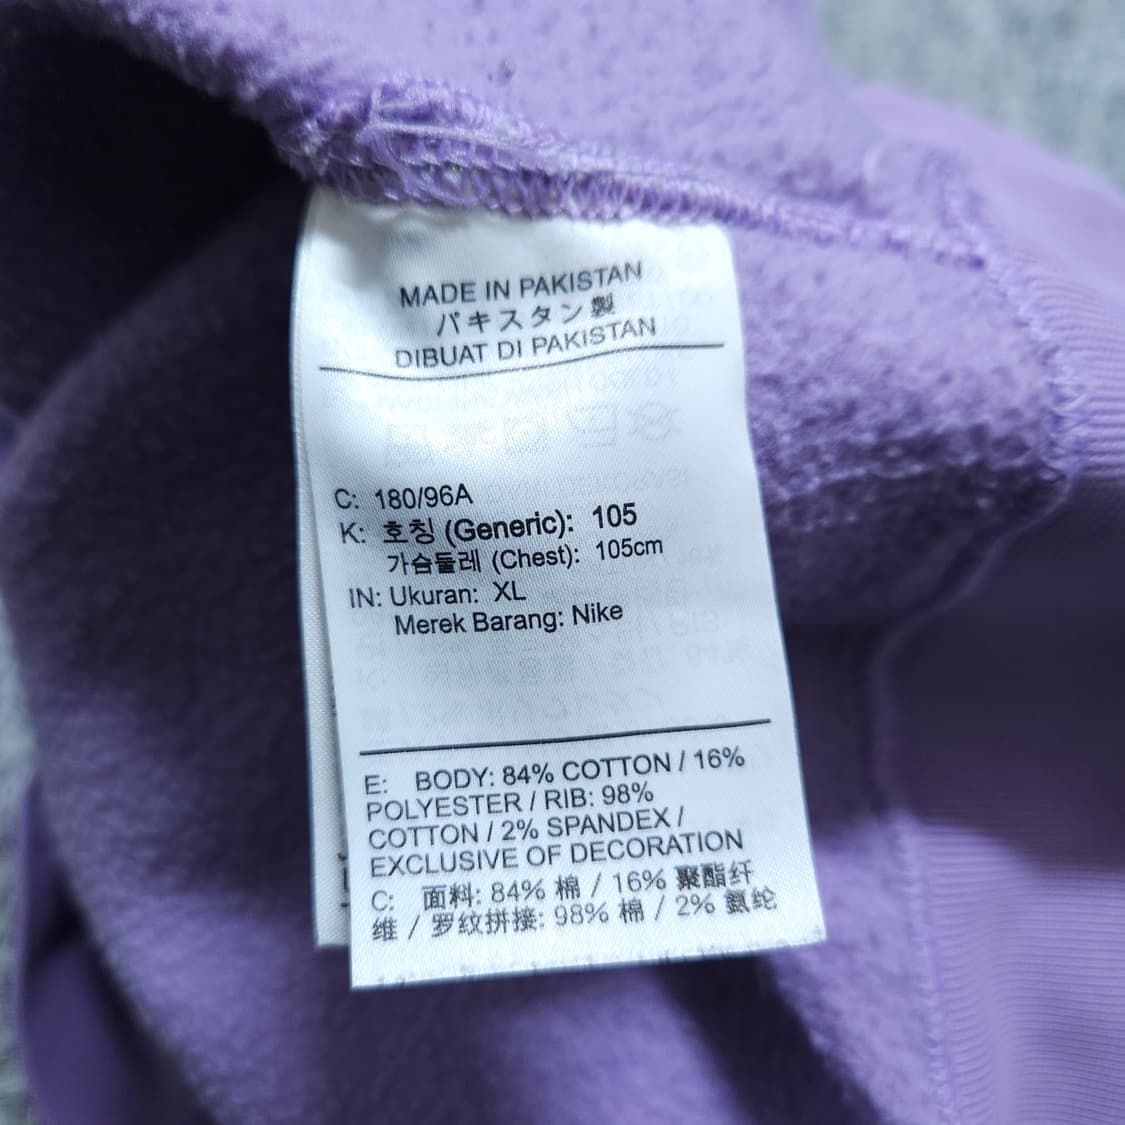 MADE IN PAKISTAN
パキスタン製
DIBUAT DI PAKISTAN
C: 180/96A
K: 호칭 (Generic): 105
가슴둘레 (Chest): 105cm
IN: Ukuran: XL
Merek Barang: Nike
E: BODY: 84% COTTON / 16%
POLYESTER / RIB: 98%
COTTON / 2% SPANDEX /
EXCLUSIVE OF DECORATION
C: 面料: 84% 棉 / 16% 聚酯纤
维 / 罗纹拼接: 98% 棉 / 2% 氨纶